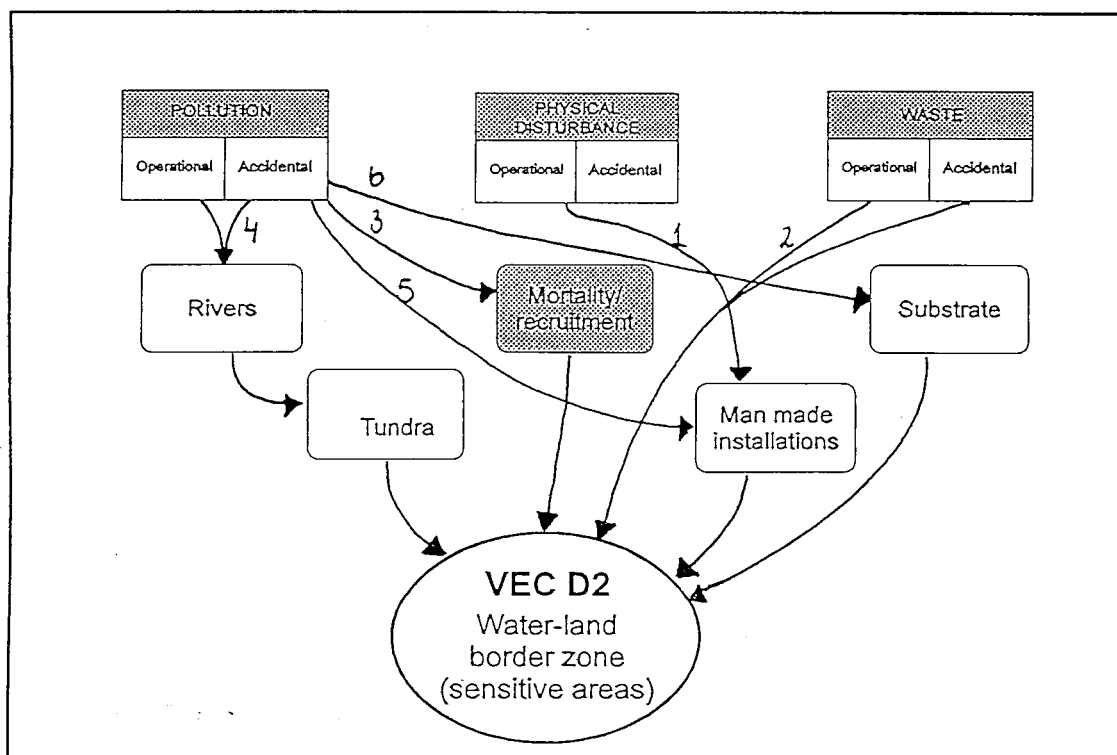 POLLUTION
Operational
Accidental
PHYSICAL
DISTURBANCE
Operational
Accidental
WASTE
Operational
Accidental
6
4
3
1
2
5
Rivers
Mortality/
recruitment
Substrate
Tundra
Man made
installations
VEC D2
Water-land
border zone
(sensitive areas)